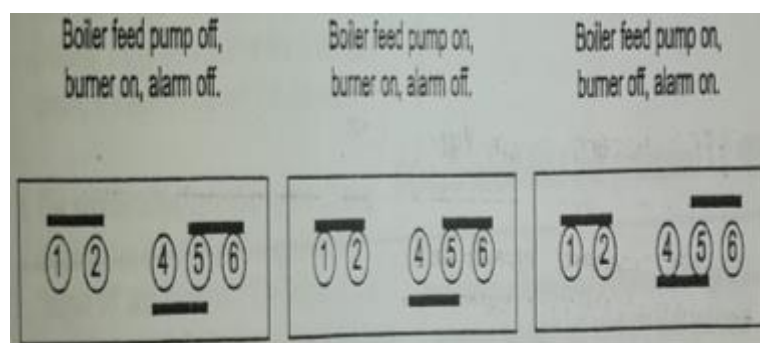 Boiler feed pump off,
burner on, alarm off.
Boiler feed pump on,
burner on, alarm off.
Boiler feed pump on,
burner off, alarm on.
1 2 4 5 6
1 2 4 5 6
1 2 4 5 6